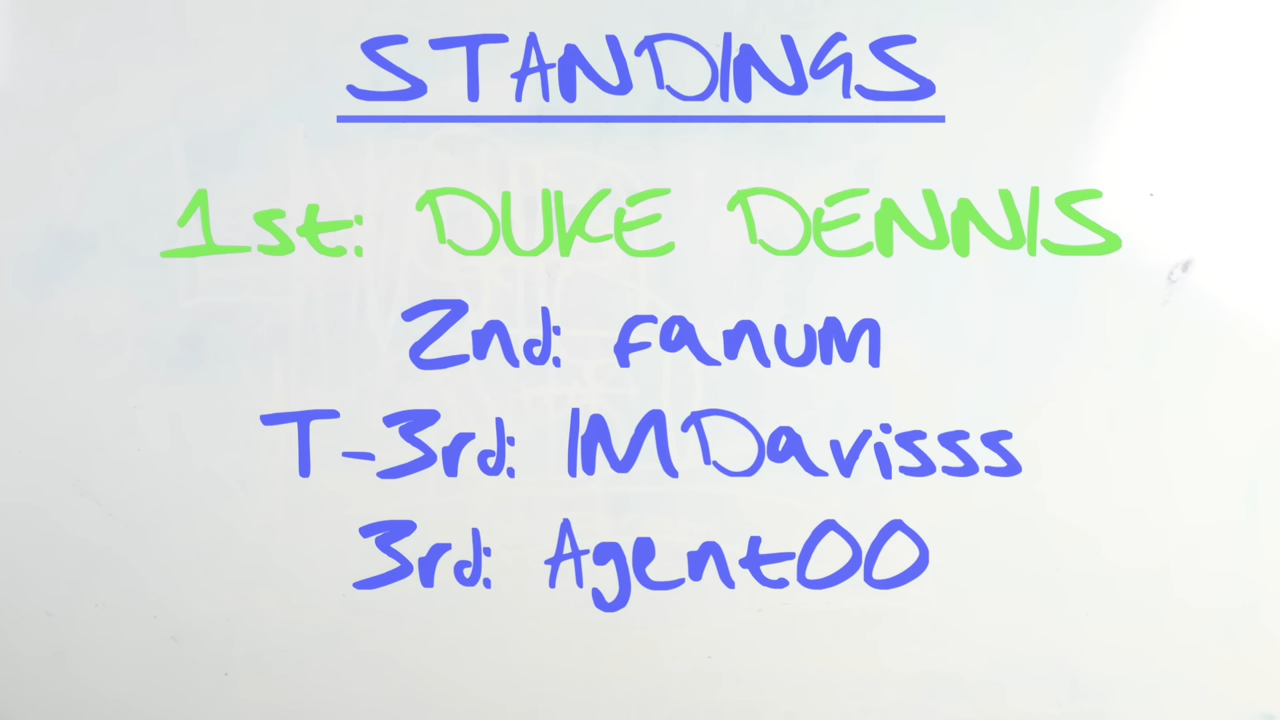 STANDINGS
1st: DUKE DENNIS
2nd: fanum
T-3rd: IMDavisss
3rd: Agent00